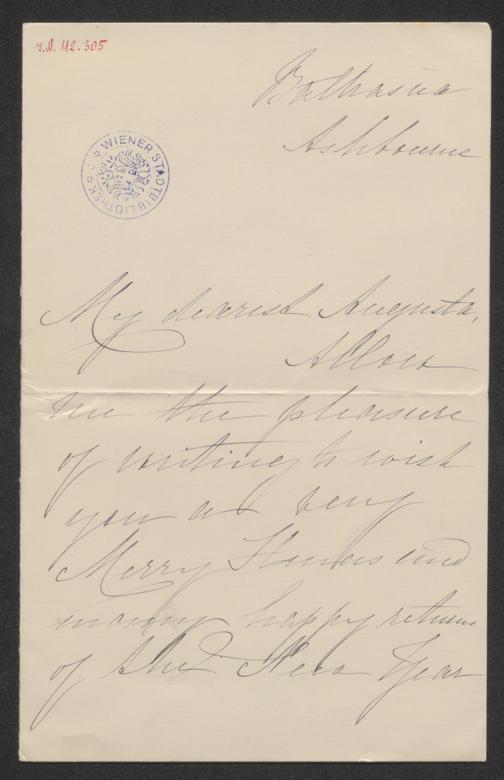 I.N. 112.305
WIENER STADTBIBLIOTHEK
Ashbourne
My dearest Augusta,
Allow
me the pleasure
of writing to wish
you a very
Merry Xmas and
many happy returns
of the New Year